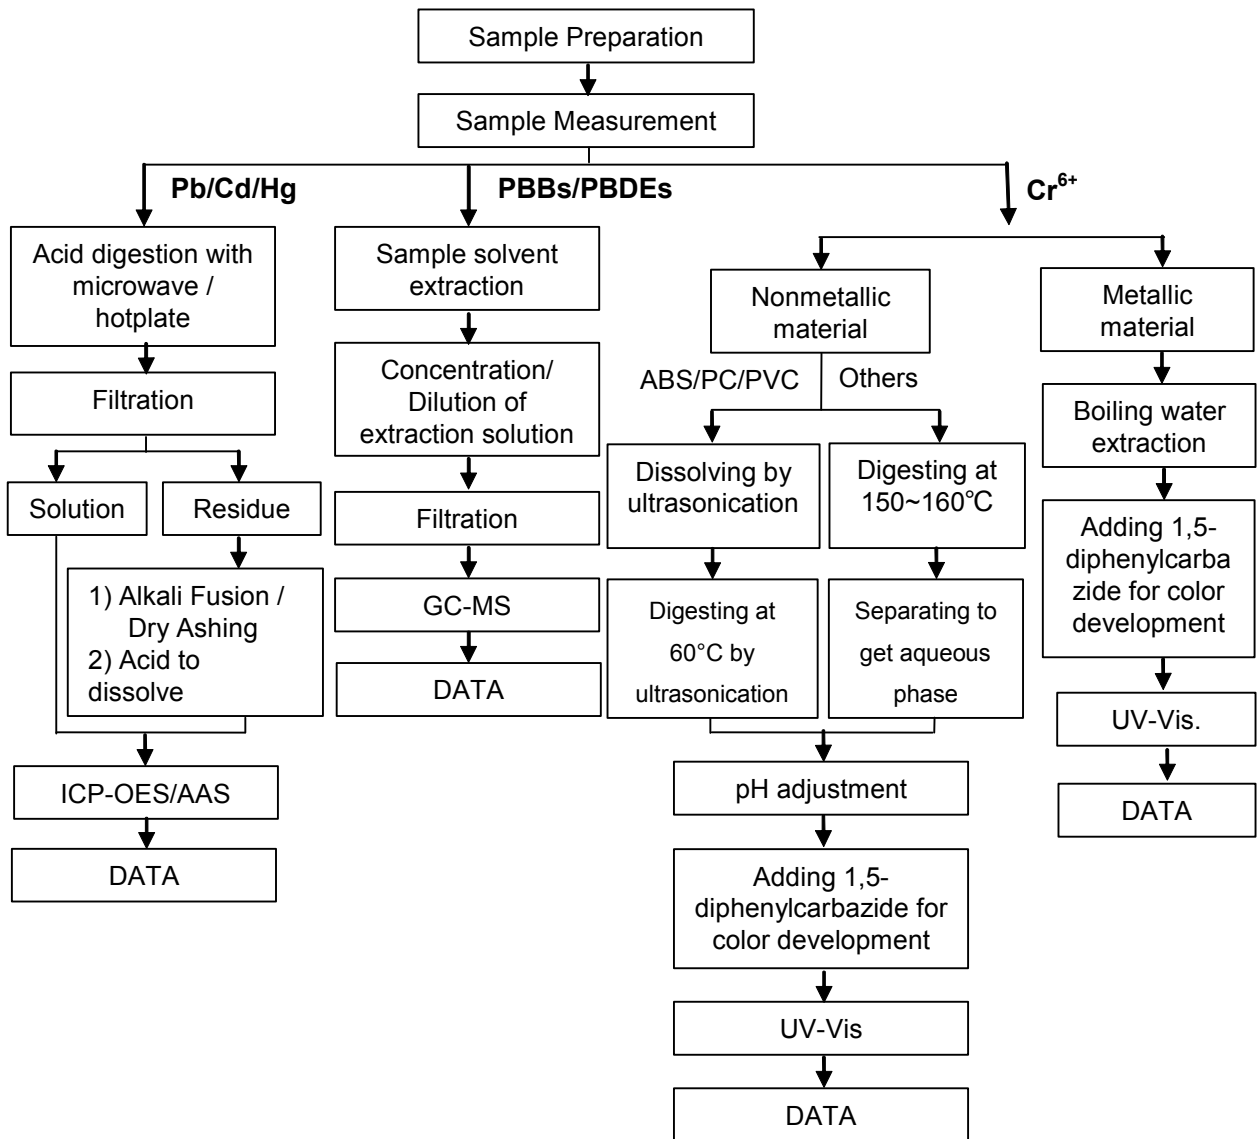 Sample Preparation
Sample Measurement
Pb/Cd/Hg
PBBs/PBDEs
Cr⁶⁺
Acid digestion with
microwave /
hotplate
Filtration
Solution
Residue
1) Alkali Fusion /
Dry Ashing
2) Acid to
dissolve
ICP-OES/AAS
DATA
Sample solvent
extraction
Concentration/
Dilution of
extraction solution
Filtration
GC-MS
DATA
Nonmetallic
material
ABS/PC/PVC
Others
Dissolving by
ultrasonication
Digesting at
60°C by
ultrasonication
Digesting at
150~160℃
Separating to
get aqueous
phase
pH adjustment
Adding 1,5-
diphenylcarbazide for
color development
UV-Vis
DATA
Metallic
material
Boiling water
extraction
Adding 1,5-
diphenylcarba
zide for color
development
UV-Vis.
DATA